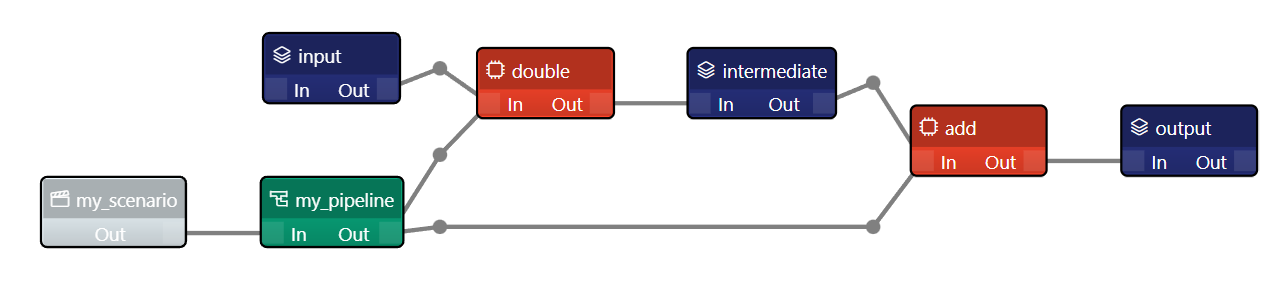 input
In Out
double
In Out
intermediate
In Out
add
In Out
output
In Out
my_scenario
Out
my_pipeline
In Out